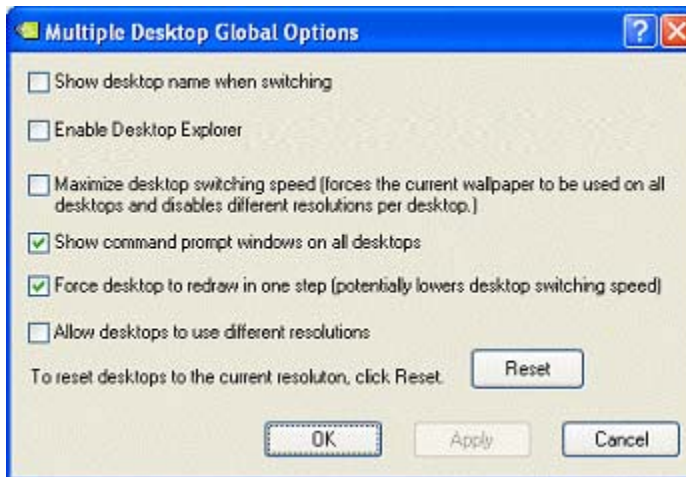 Multiple Desktop Global Options
Show desktop name when switching
Enable Desktop Explorer
Maximize desktop switching speed (forces the current wallpaper to be used on all
desktops and disables different resolutions per desktop.)
Show command prompt windows on all desktops
Force desktop to redraw in one step (potentially lowers desktop switching speed)
Allow desktops to use different resolutions
To reset desktops to the current resoluton, click Reset.
Reset
OK
Apply
Cancel